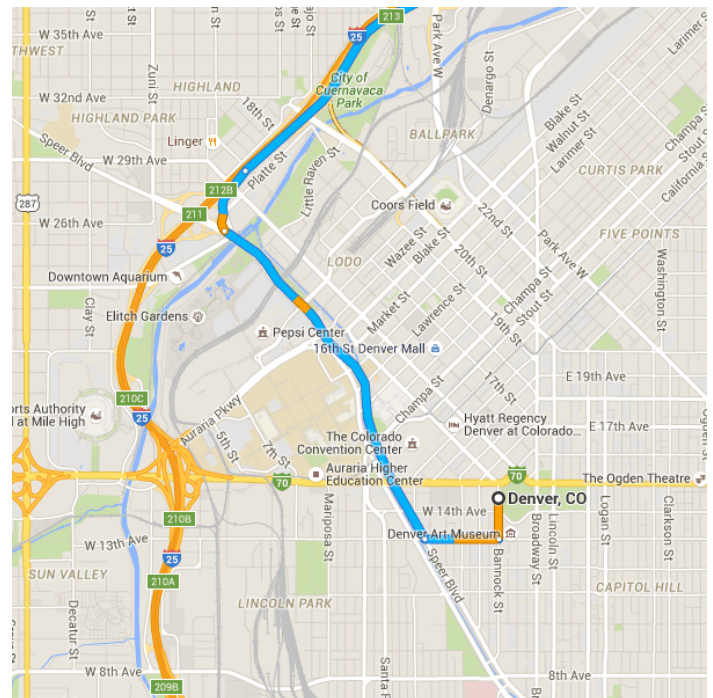 213
25
W 35th Ave
Zuni St
Park Ave W
Denargo St
Larimer St
HIGHLAND
City of
Cuernavaca
Park
W 32nd Ave
18th St
HIGHLAND PARK
BALLPARK
Blake St
Walnut St
Larimer St
Champa St
Stout St
California St
Linger
Speer Blvd
W 29th Ave
Platte St
Little Raven St
CURTIS PARK
287
212B
211
Coors Field
22nd St
W 26th Ave
25
LODO
Wazee St
Blake St
20th St
Park Ave W
FIVE POINTS
Downtown Aquarium
Market St
Lawrence St
Champa St
Stout St
19th St
Washington St
Clay St
Elitch Gardens
Pepsi Center
16th St Denver Mall
17th St
E 19th Ave
210C
Auraria Pkwy
Champa St
Ogden St
orts Authority
d at Mile High
25
5th St
7th St
Hyatt Regency
Denver at Colorado...
E 17th Ave
The Colorado
Convention Center
70
Auraria Higher
Education Center
70
The Ogden Theatre
Denver, CO
210B
Mariposa St
W 14th Ave
Denver Art Museum
Lincoln St
Broadway St
Logan St
Clarkson St
W 13th Ave
25
Speer Blvd
Bannock St
SUN VALLEY
210A
CAPITOL HILL
Decatur St
LINCOLN PARK
W 8th Ave
8th Ave
209B